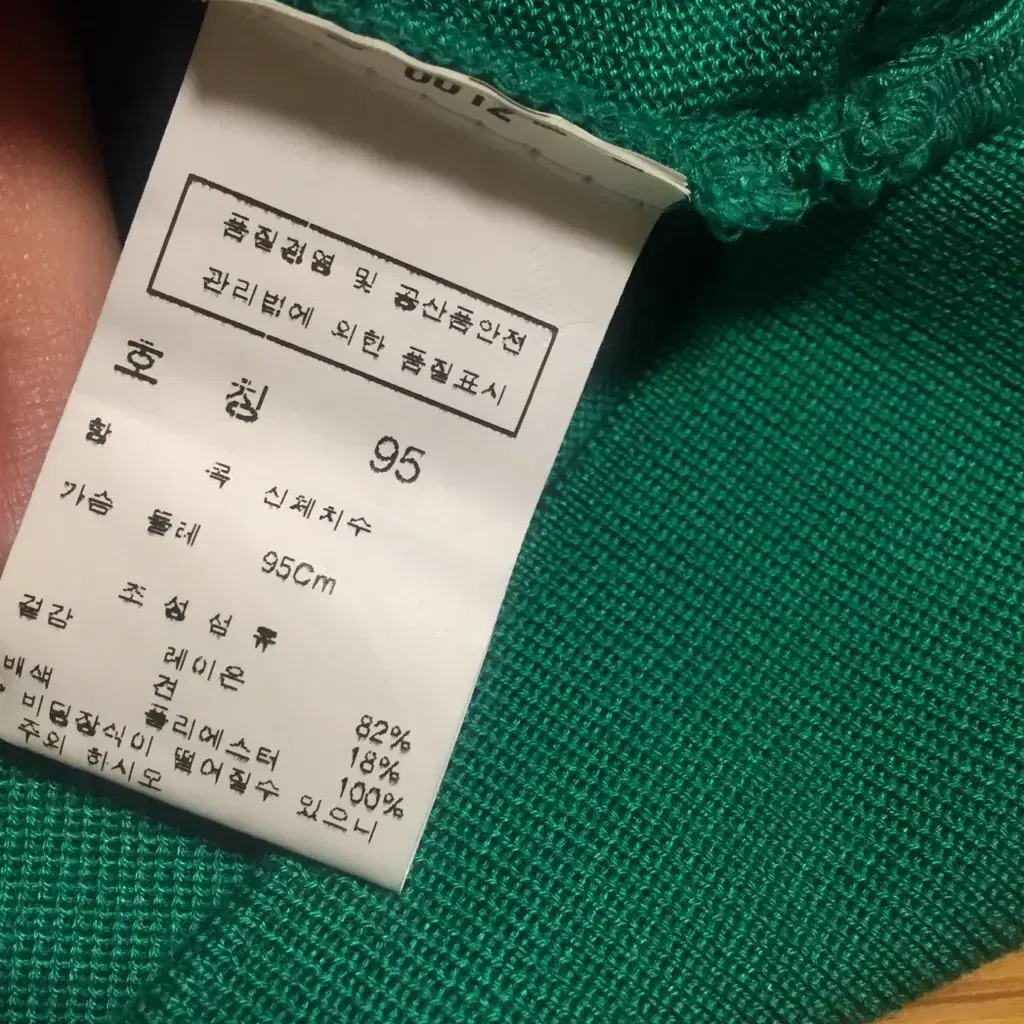 품질경영 및 공산품안전
관리법에 의한 품질표시
호 칭 95
항 목 신체치수
가슴 둘레 95Cm
조 성 섬 유
겉감 레이온 82%
전 18%
배색 폴리에스터 100%
장식이 떨어질수 있으니
주의 하시오